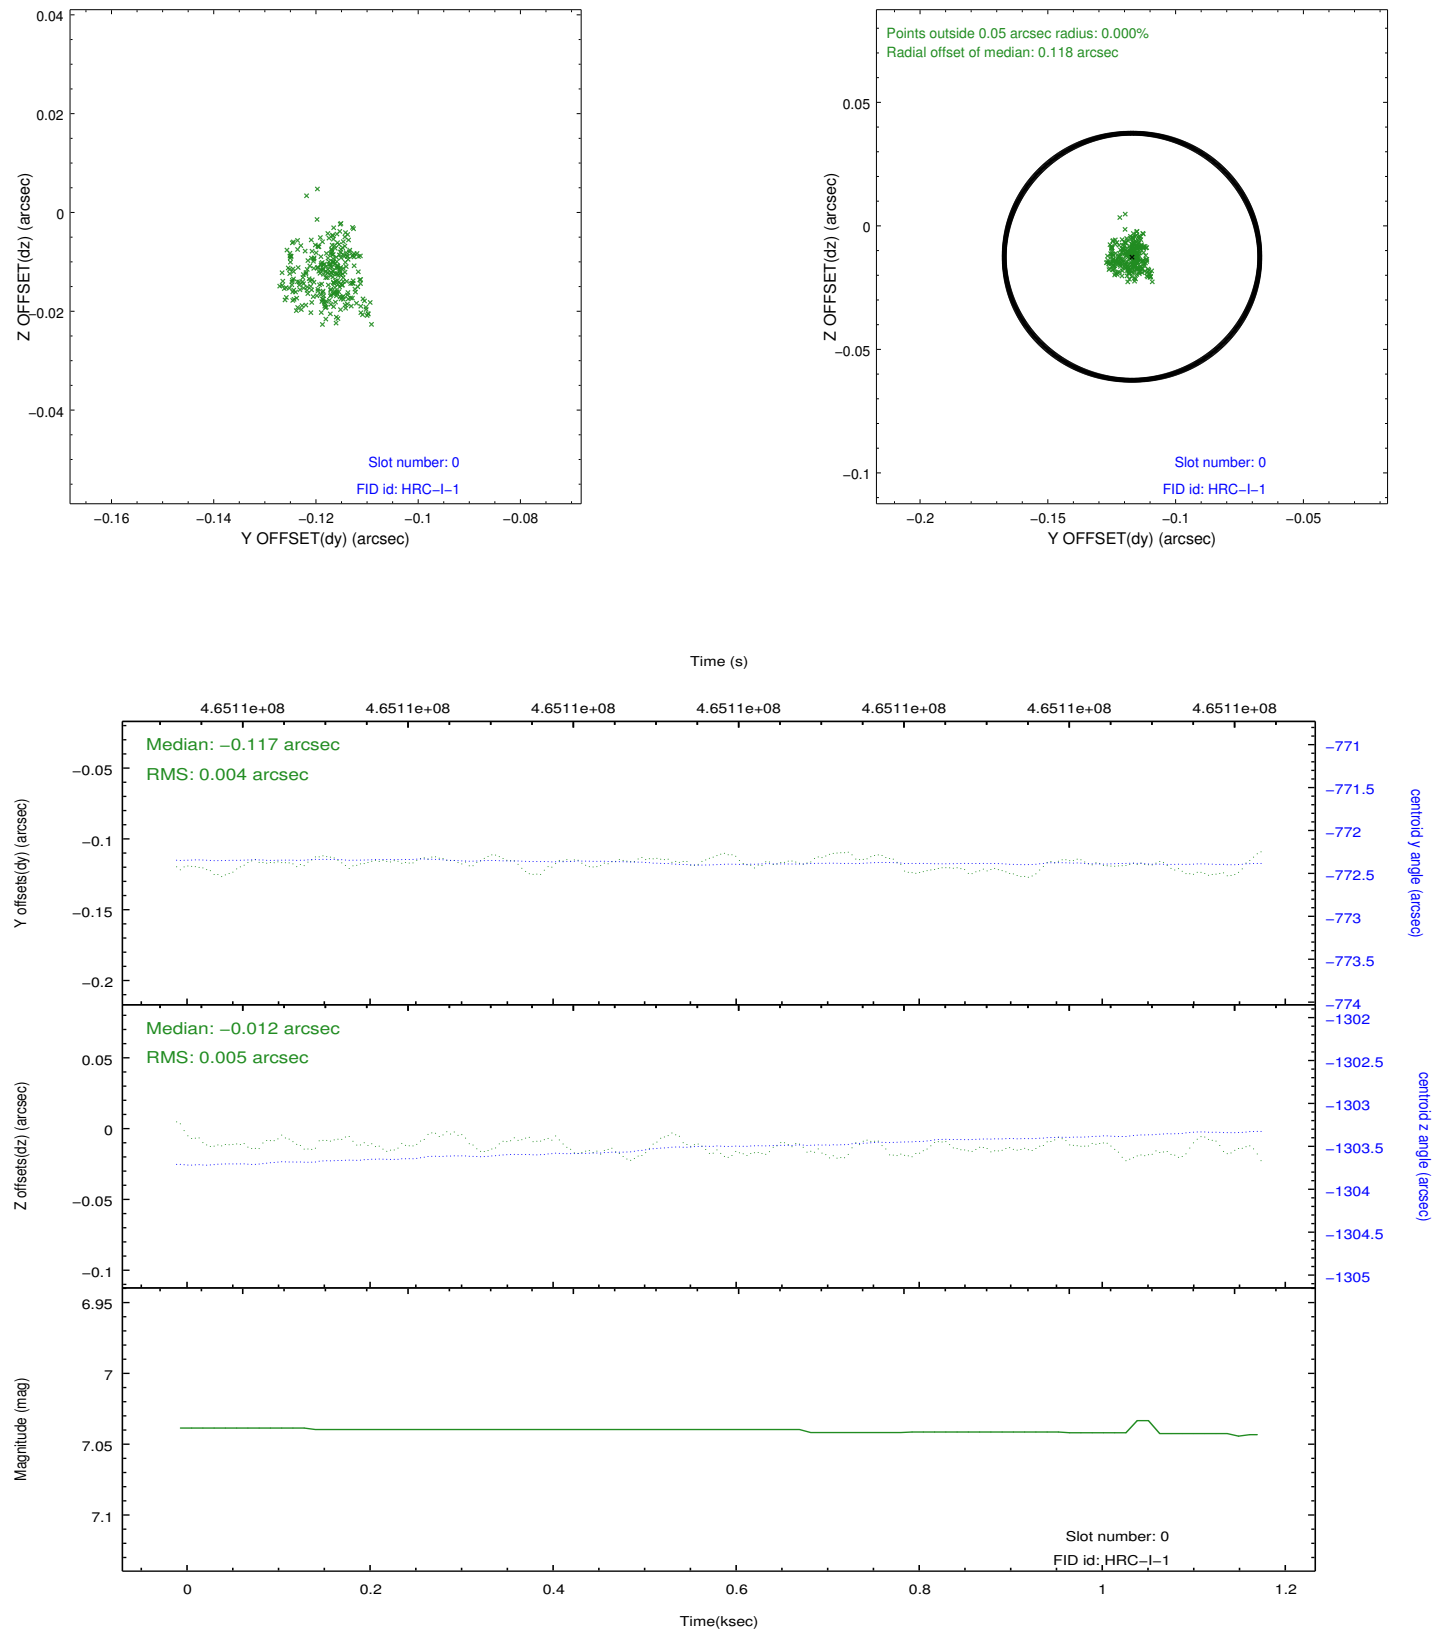 0.04
0.02
0
−0.02
−0.04
Z OFFSET(dz) (arcsec)
Slot number: 0
FID id: HRC−I−1
−0.16 −0.14 −0.12 −0.1 −0.08
Y OFFSET(dy) (arcsec)
Points outside 0.05 arcsec radius: 0.000%
Radial offset of median: 0.118 arcsec
0.05
0
−0.05
−0.1
Z OFFSET(dz) (arcsec)
Slot number: 0
FID id: HRC−I−1
−0.2 −0.15 −0.1 −0.05
Y OFFSET(dy) (arcsec)
Time (s)
4.6511e+08 4.6511e+08 4.6511e+08 4.6511e+08 4.6511e+08 4.6511e+08 4.6511e+08
Median: −0.117 arcsec
RMS: 0.004 arcsec
−0.05
−0.1
−0.15
−0.2
Y offsets(dy) (arcsec)
−771
−771.5
−772
−772.5
−773
−773.5
−774
centroid y angle (arcsec)
Median: −0.012 arcsec
RMS: 0.005 arcsec
0.05
0
−0.05
−0.1
Z offsets(dz) (arcsec)
−1302
−1302.5
−1303
−1303.5
−1304
−1304.5
−1305
centroid z angle (arcsec)
6.95
7
7.05
7.1
Magnitude (mag)
Slot number: 0
FID id: HRC−I−1
0 0.2 0.4 0.6 0.8 1 1.2
Time(ksec)